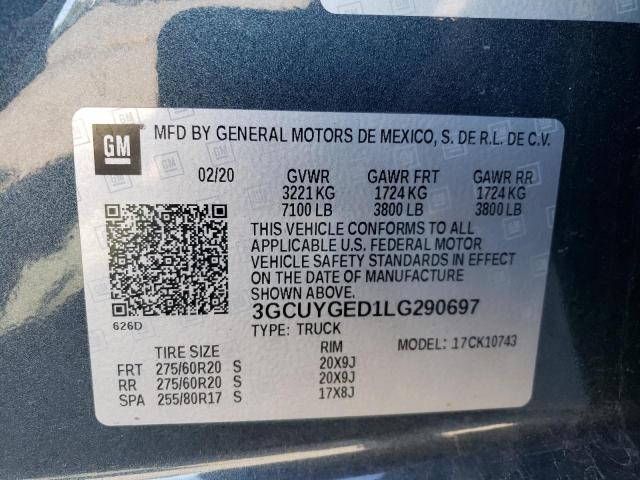 GM
MFD BY GENERAL MOTORS DE MEXICO, S. DE R.L. DE C.V.
02/20 GVWR GAWR FRT GAWR RR
3221 KG 1724 KG 1724 KG
7100 LB 3800 LB 3800 LB
THIS VEHICLE CONFORMS TO ALL
APPLICABLE U.S. FEDERAL MOTOR
VEHICLE SAFETY STANDARDS IN EFFECT
ON THE DATE OF MANUFACTURE
SHOWN ABOVE.
3GCUYGED1LG290697
626D
TYPE: TRUCK MODEL: 17CK10743
TIRE SIZE RIM
FRT 275/60R20 S 20X9J
RR 275/60R20 S 20X9J
SPA 255/80R17 S 17X8J